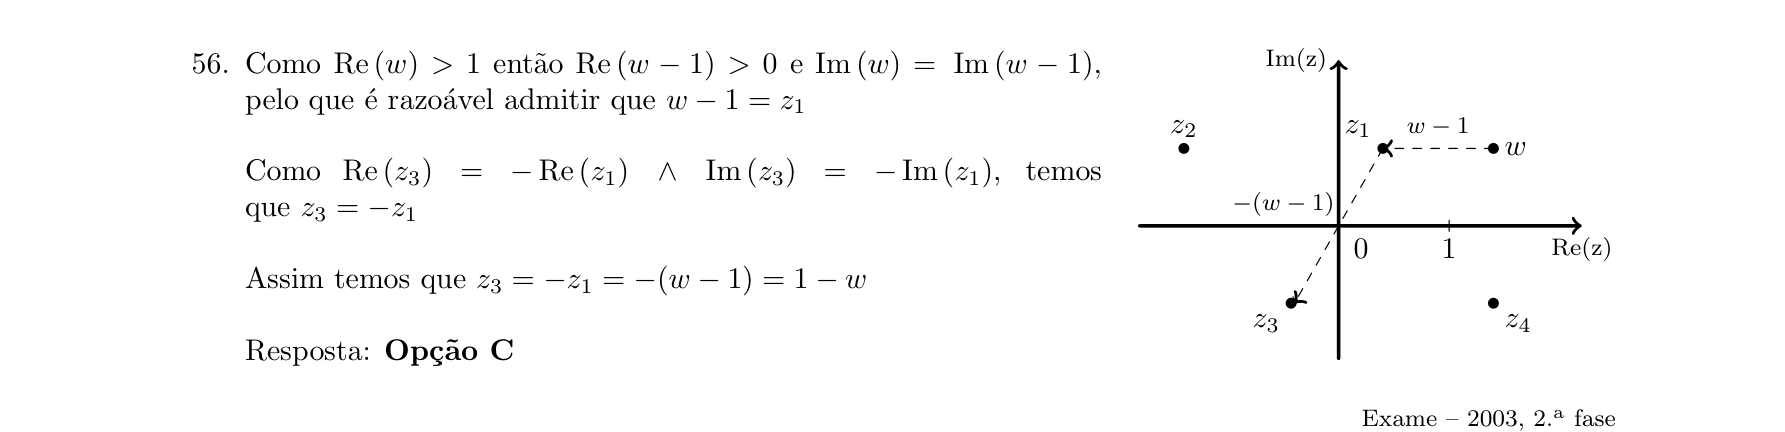 56. Como Re (w) > 1 então Re (w − 1) > 0 e Im (w) = Im (w − 1),
pelo que é razoável admitir que w − 1 = z₁
Como Re (z₃) = − Re (z₁) ∧ Im (z₃) = − Im (z₁), temos
que z₃ = −z₁
Assim temos que z₃ = −z₁ = −(w − 1) = 1 − w
Resposta: Opção C
Im(z)
z₂
z₁
w − 1
w
−(w − 1)
0
1
Re(z)
z₃
z₄
Exame – 2003, 2.ª fase